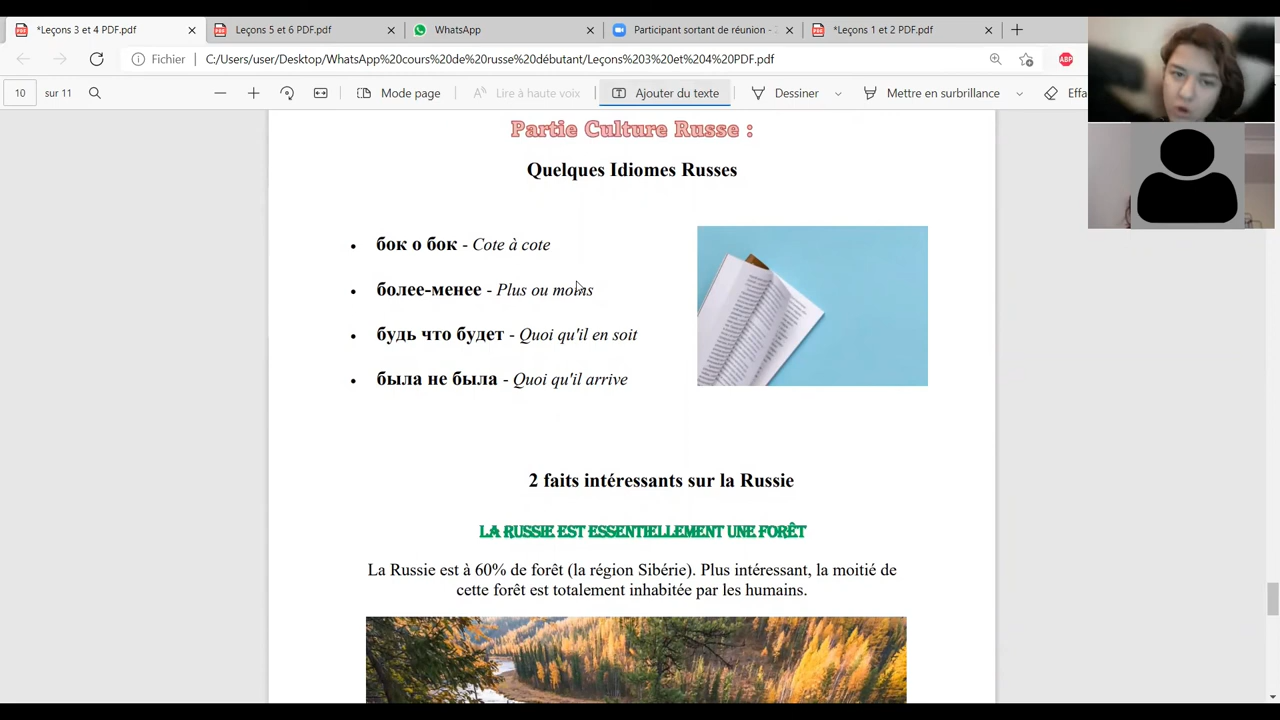 *Leçons 3 et 4 PDF.pdf
Leçons 5 et 6 PDF.pdf
WhatsApp
Participant sortant de réunion - 
*Leçons 1 et 2 PDF.pdf
Fichier
C:/Users/user/Desktop/WhatsApp%20cours%20de%20russe%20débutant/Leçons%203%20et%204%20PDF.pdf
ABP
10 sur 11
Mode page
Lire à haute voix
Ajouter du texte
Dessiner
Mettre en surbrillance
Effa
Partie Culture Russe :
Quelques Idiomes Russes
• бок о бок - Cote à cote
• более-менее - Plus ou moins
• будь что будет - Quoi qu'il en soit
• была не была - Quoi qu'il arrive
2 faits intéressants sur la Russie
LA RUSSIE EST ESSENTIELLEMENT UNE FORÊT
La Russie est à 60% de forêt (la région Sibérie). Plus intéressant, la moitié de
cette forêt est totalement inhabitée par les humains.